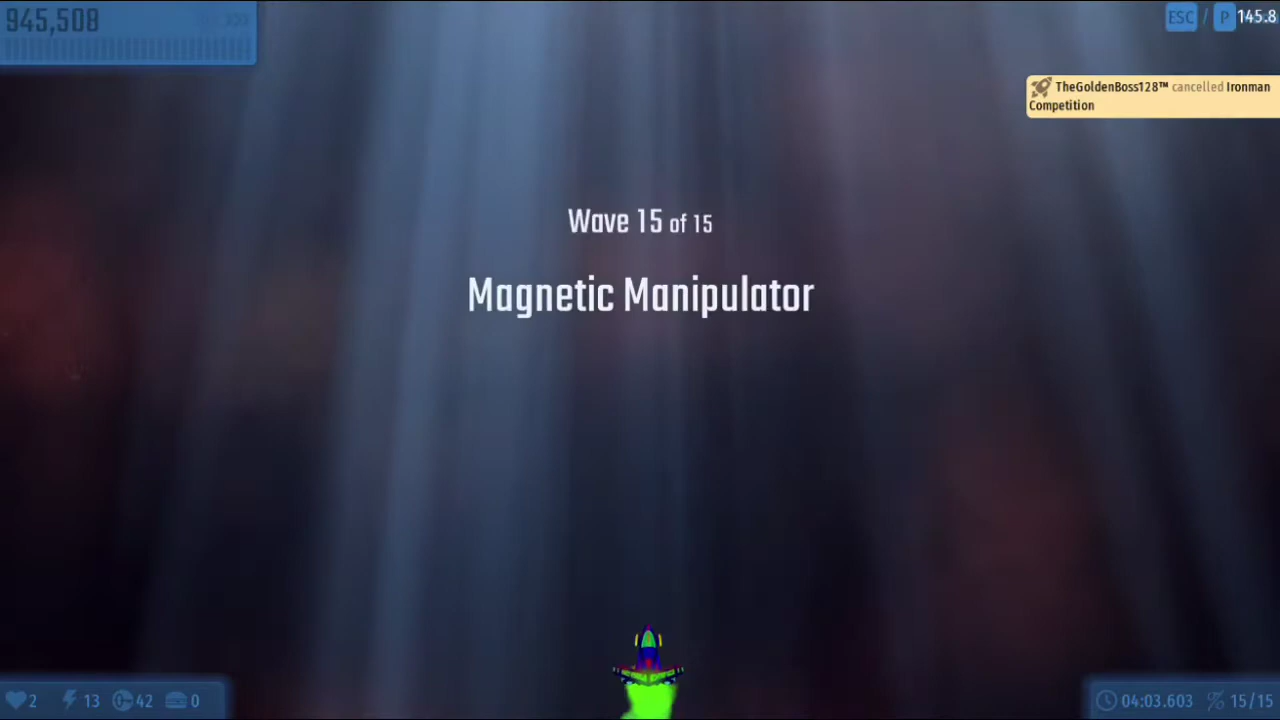 945,508
ESC / P 145.8
TheGoldenBoss128™ cancelled Ironman
Competition
Wave 15 of 15
Magnetic Manipulator
2 13 42 0
04:03.603 15/15